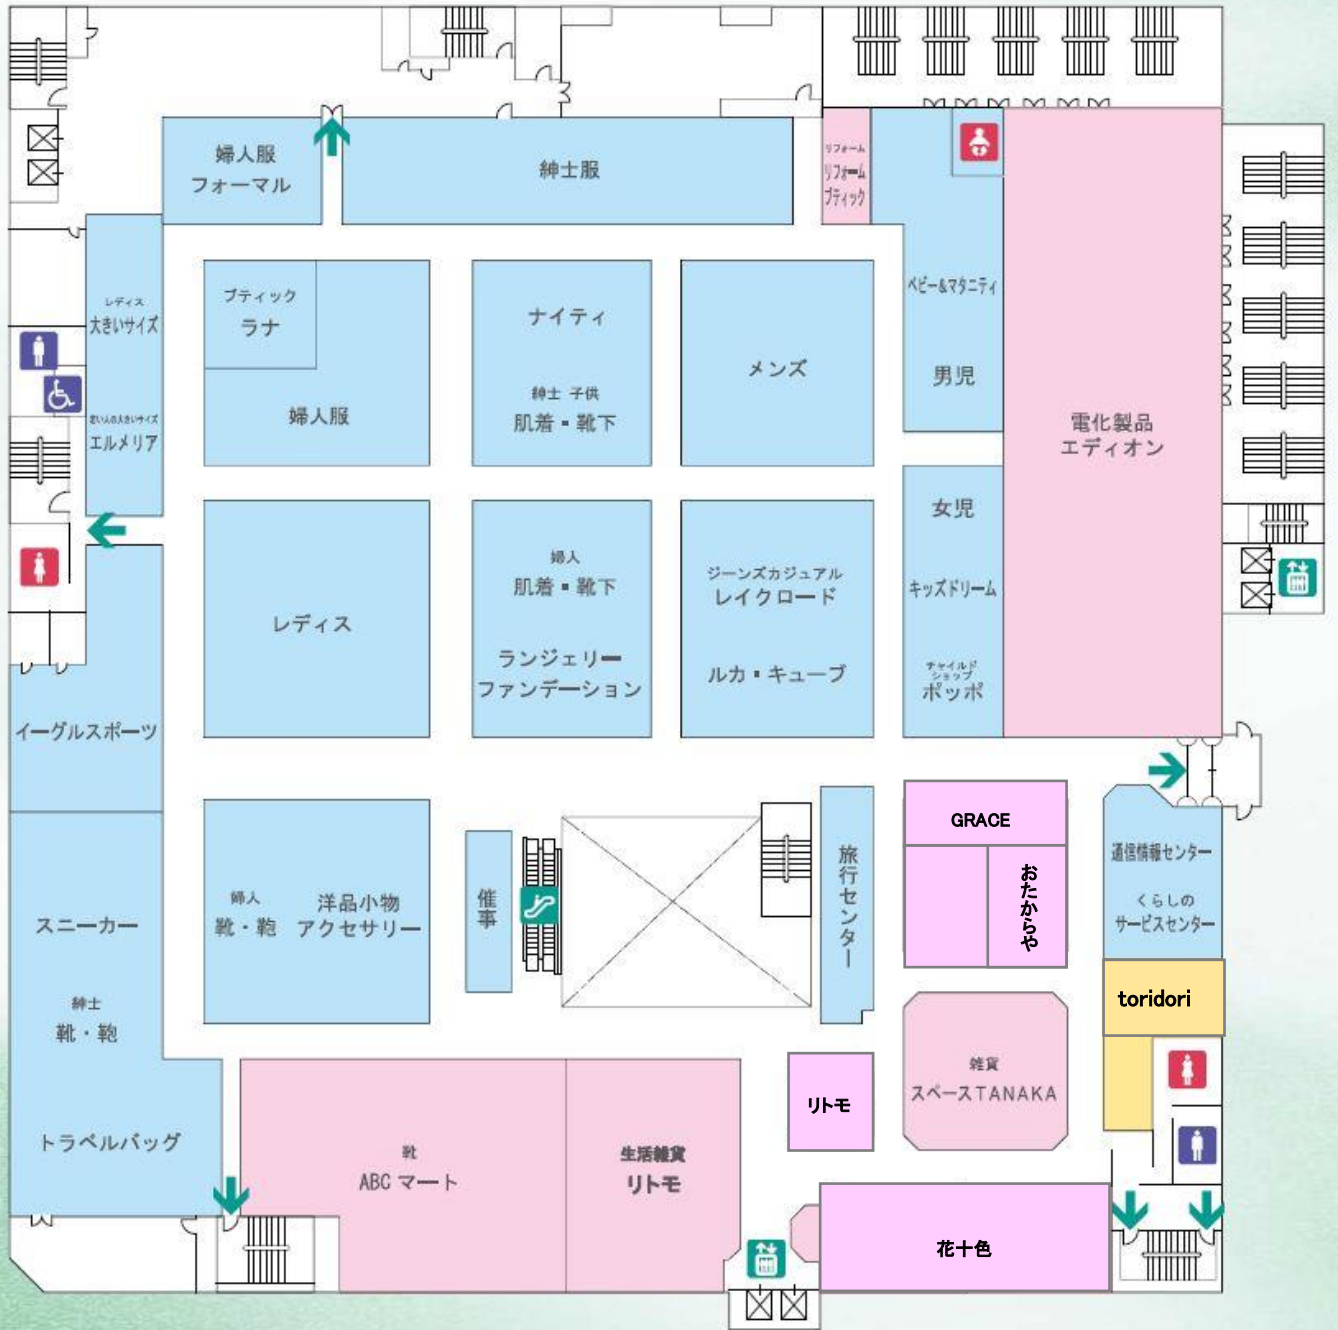 婦人服
フォーマル
紳士服
リフォーム
リフォーム
ブティック
レディス
大きいサイズ
エルメリア
ブティック
ラナ
婦人服
ナイティ
紳士 子供
肌着・靴下
メンズ
ベビー&マタニティ
男児
電化製品
エディオン
レディス
婦人
肌着・靴下
ランジェリー
ファンデーション
ジーンズカジュアル
レイクロード
ルカ・キューブ
女児
キッズドリーム
チャイルド
ショップ
ポッポ
イーグルスポーツ
スニーカー
紳士
靴・鞄
トラベルバッグ
婦人
靴・鞄
洋品小物
アクセサリー
催事
旅行センター
GRACE
おたからや
通信情報センター
くらしの
サービスセンター
toridori
雑貨
スペースTANAKA
リトモ
靴
ABCマート
生活雑貨
リトモ
花十色